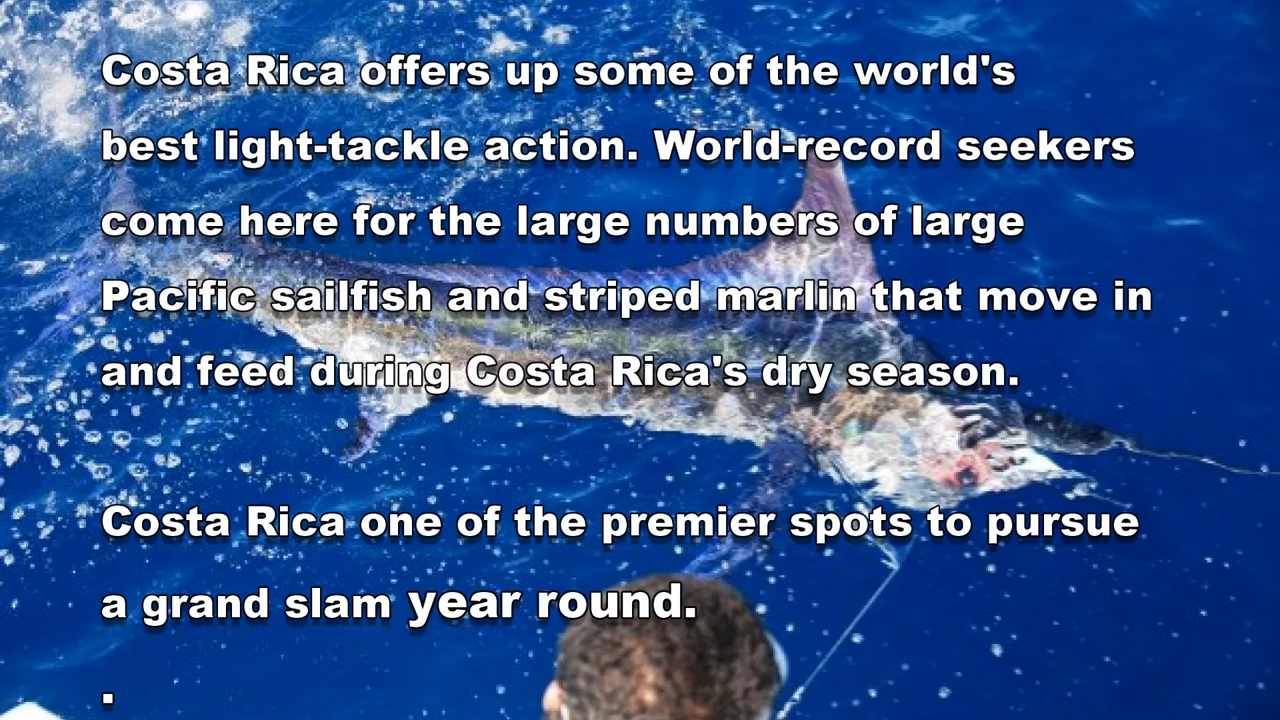 Costa Rica offers up some of the world's
best light-tackle action. World-record seekers
come here for the large numbers of large
Pacific sailfish and striped marlin that move in
and feed during Costa Rica's dry season.
Costa Rica one of the premier spots to pursue
a grand slam year round.
.